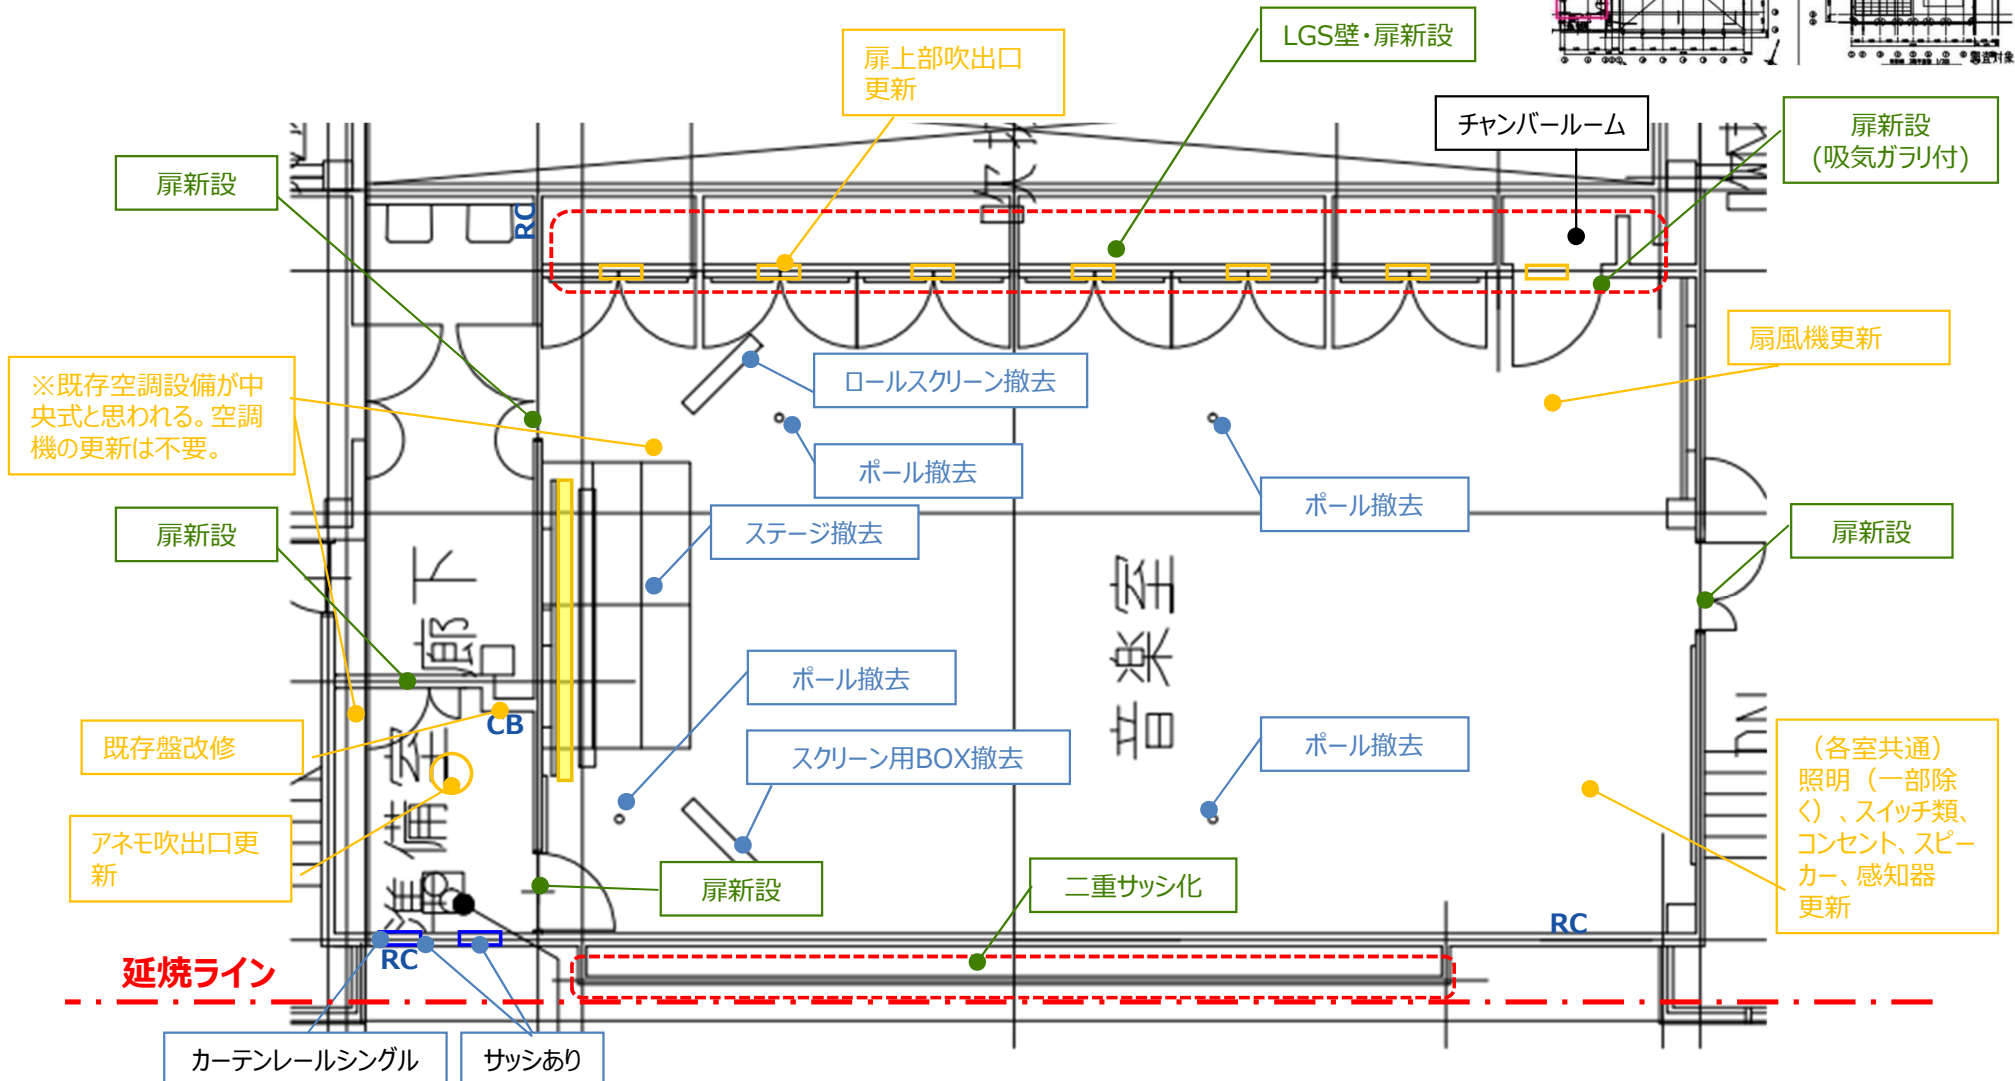 LGS壁・扉新設
扉上部吹出口
更新
調査対象
チャンバールーム
扉新設
(吸気ガラリ付)
扉新設
RC
扇風機更新
※既存空調設備が中
央式と思われる。空調
機の更新は不要。
ロールスクリーン撤去
ポール撤去
ポール撤去
ステージ撤去
扉新設
扉新設
廊下
音楽室
ポール撤去
CB
既存盤改修
スクリーン用BOX撤去
ポール撤去
（各室共通）
照明（一部除
く）、スイッチ類、
コンセント、スピー
カー、感知器
更新
準備室
アネモ吹出口更
新
扉新設
二重サッシ化
RC
RC
延焼ライン
カーテンレールシングル
サッシあり